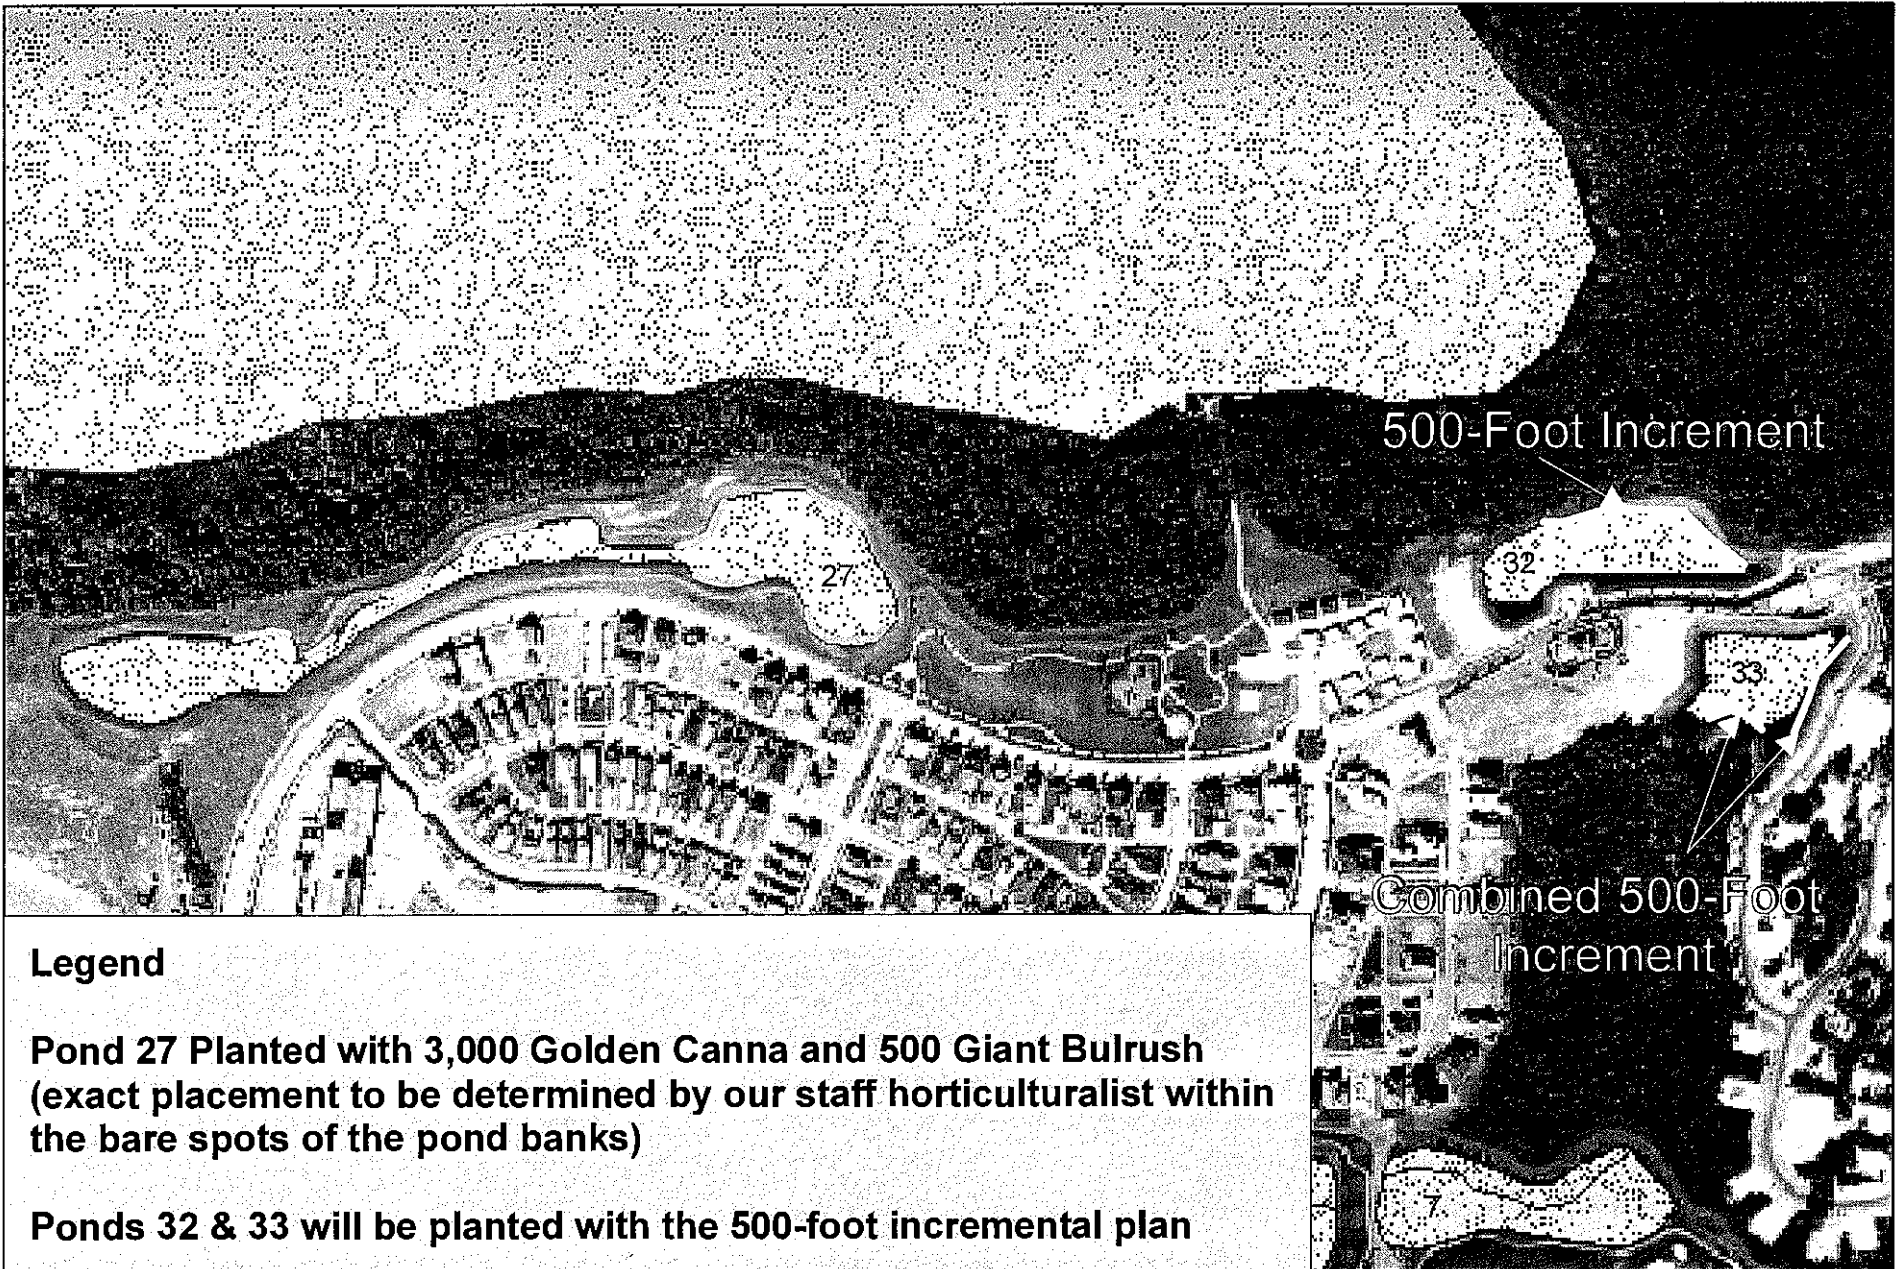 500-Foot Increment
32
27
33
Combined 500-Foot
Increment
Legend
Pond 27 Planted with 3,000 Golden Canna and 500 Giant Bulrush
(exact placement to be determined by our staff horticulturalist within
the bare spots of the pond banks)
7
Ponds 32 & 33 will be planted with the 500-foot incremental plan